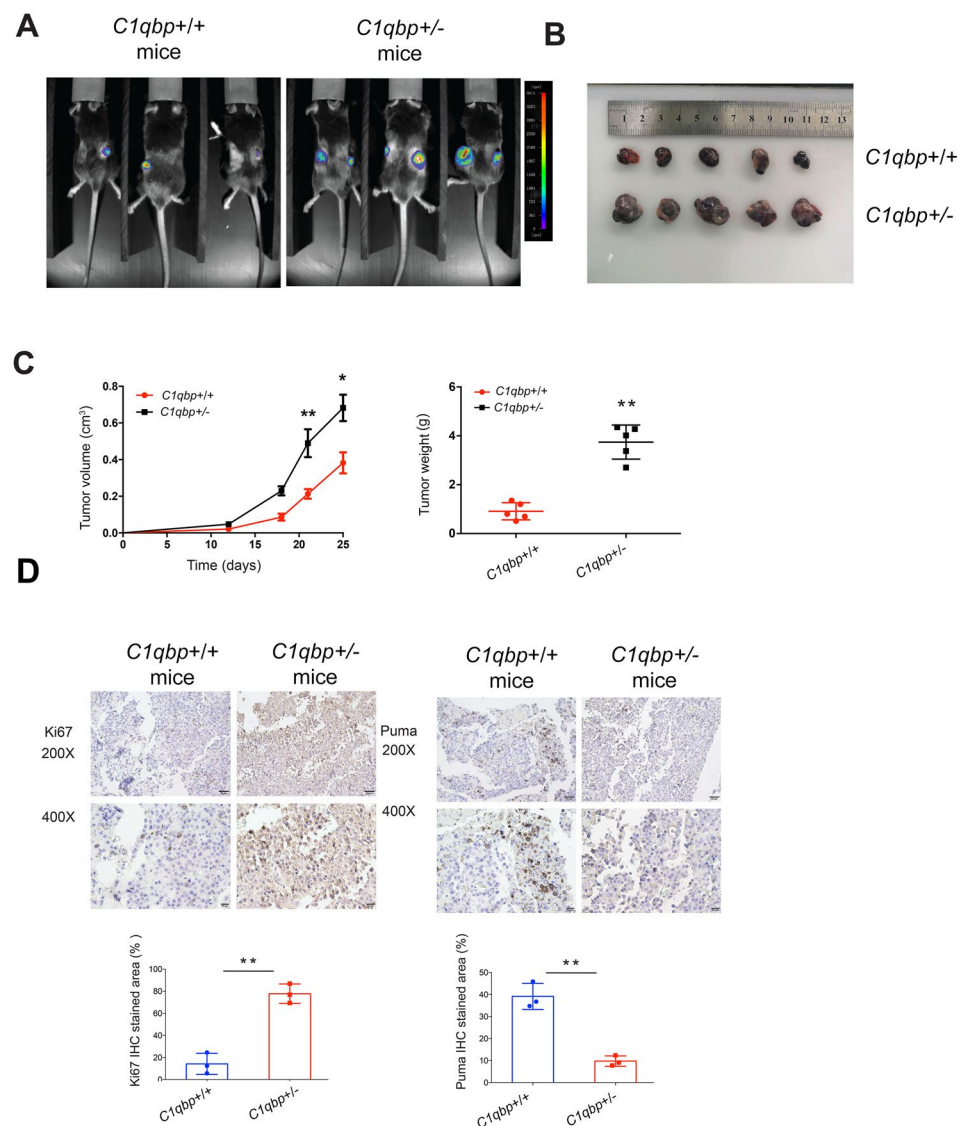 A
C1qbp+/+
mice
C1qbp+/-
mice
B
1 2 3 4 5 6 7 8 9 10 11 12 13
C1qbp+/+
C1qbp+/-
C
Tumor volume (cm³)
0.8
0.6
0.4
0.2
0.0
0 5 10 15 20 25
Time (days)
C1qbp+/+
C1qbp+/-
**
*
Tumor weight (g)
6
4
2
0
C1qbp+/+
C1qbp+/-
**
C1qbp+/+
C1qbp+/-
D
C1qbp+/+
mice
C1qbp+/-
mice
Ki67
200X
400X
C1qbp+/+
mice
C1qbp+/-
mice
Puma
200X
400X
Ki67 IHC stained area (%)
100
80
60
40
20
0
**
C1qbp+/+
C1qbp+/-
Puma IHC stained area (%)
50
40
30
20
10
0
**
C1qbp+/+
C1qbp+/-